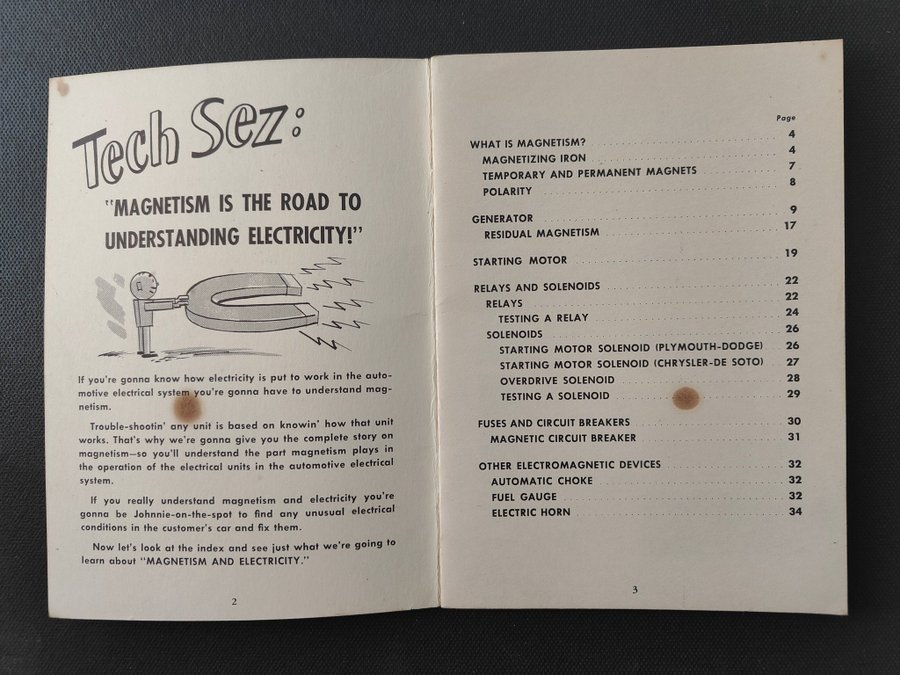 Tech Sez:
"MAGNETISM IS THE ROAD TO
UNDERSTANDING ELECTRICITY!"
If you're gonna know how electricity is put to work in the auto-
motive electrical system you're gonna have to understand mag-
netism.
Trouble-shootin' any unit is based on knowin' how that unit
works. That's why we're gonna give you the complete story on
magnetism—so you'll understand the part magnetism plays in
the operation of the electrical units in the automotive electrical
system.
If you really understand magnetism and electricity you're
gonna be Johnnie-on-the-spot to find any unusual electrical
conditions in the customer's car and fix them.
Now let's look at the index and see just what we're going to
learn about "MAGNETISM AND ELECTRICITY."
2
Page
WHAT IS MAGNETISM? 4
MAGNETIZING IRON 4
TEMPORARY AND PERMANENT MAGNETS 7
POLARITY 8
GENERATOR 9
RESIDUAL MAGNETISM 17
STARTING MOTOR 19
RELAYS AND SOLENOIDS 22
RELAYS 22
TESTING A RELAY 24
SOLENOIDS 26
STARTING MOTOR SOLENOID (PLYMOUTH-DODGE) 26
STARTING MOTOR SOLENOID (CHRYSLER-DE SOTO) 27
OVERDRIVE SOLENOID 28
TESTING A SOLENOID 29
FUSES AND CIRCUIT BREAKERS 30
MAGNETIC CIRCUIT BREAKER 31
OTHER ELECTROMAGNETIC DEVICES 32
AUTOMATIC CHOKE 32
FUEL GAUGE 32
ELECTRIC HORN 34
3